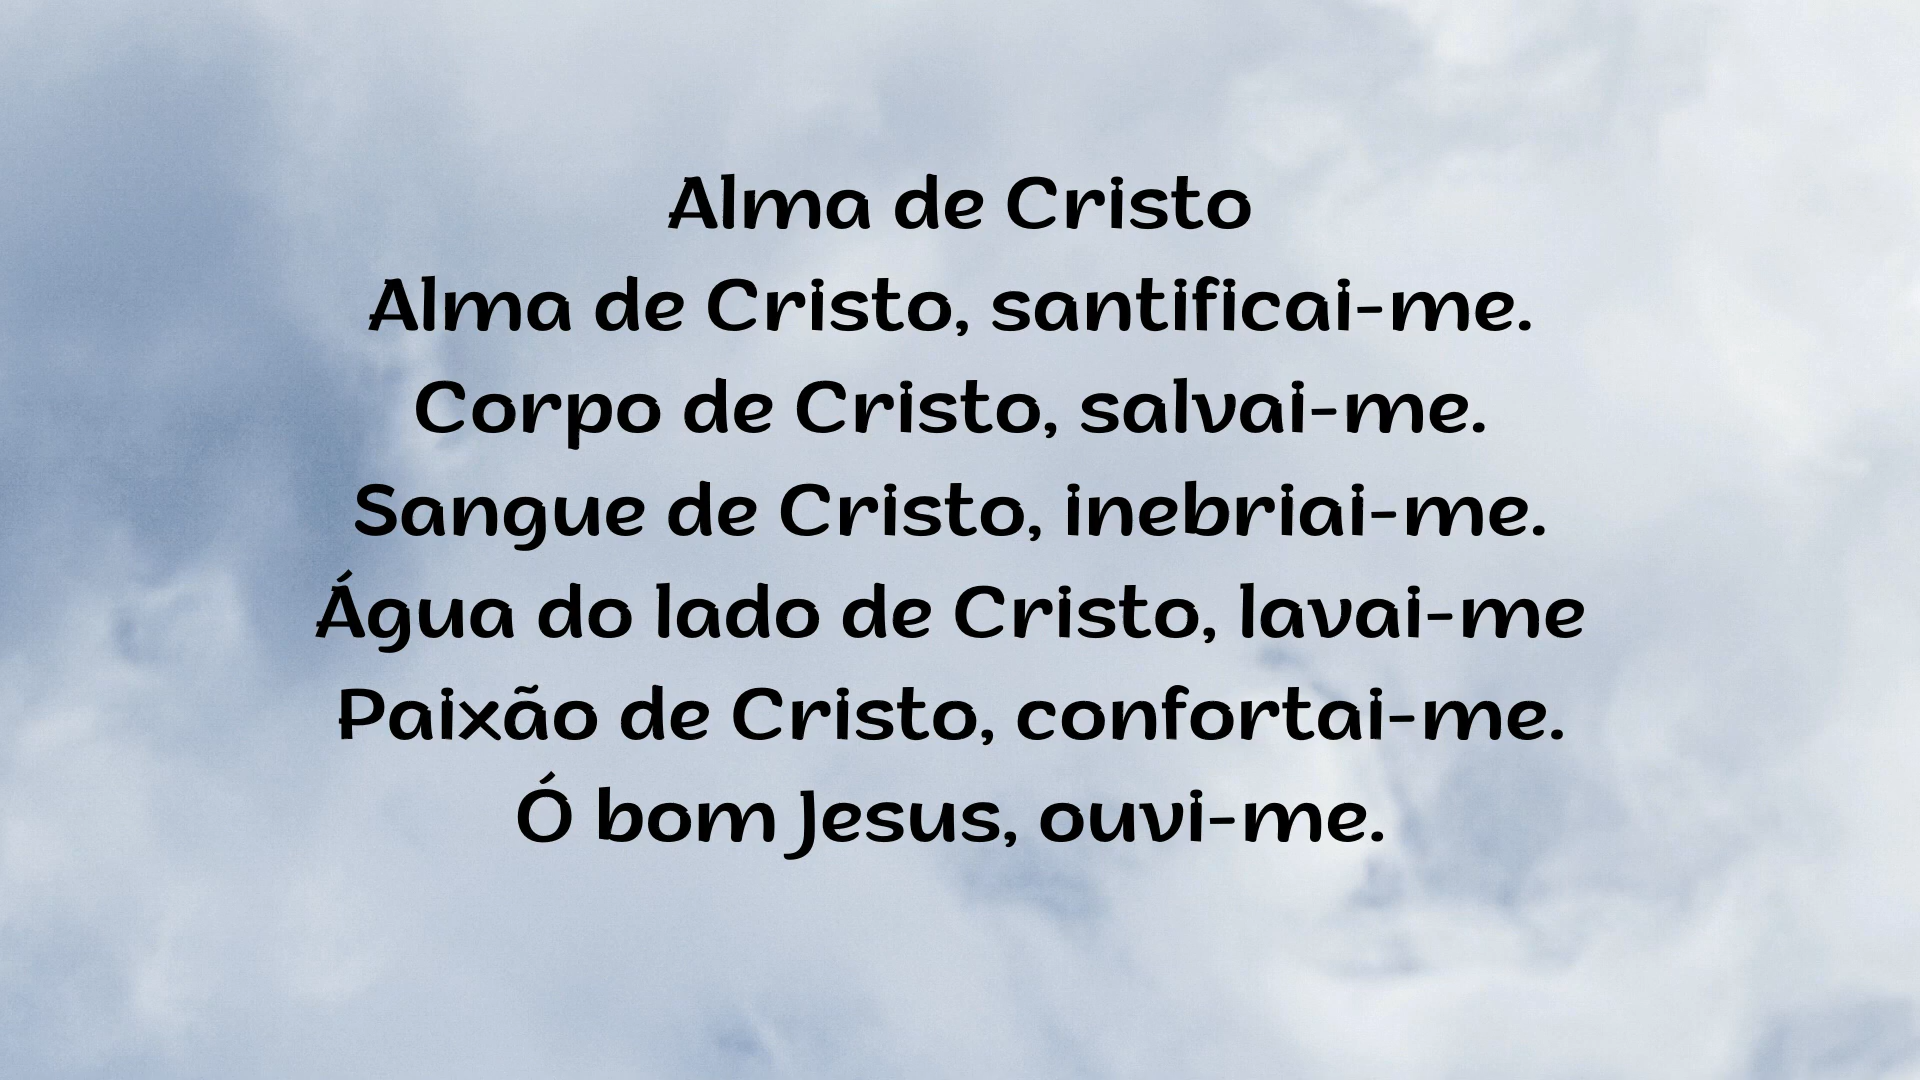 Alma de Cristo
Alma de Cristo, santificai-me.
Corpo de Cristo, salvai-me.
Sangue de Cristo, inebriai-me.
Água do lado de Cristo, lavai-me
Paixão de Cristo, confortai-me.
Ó bom Jesus, ouvi-me.